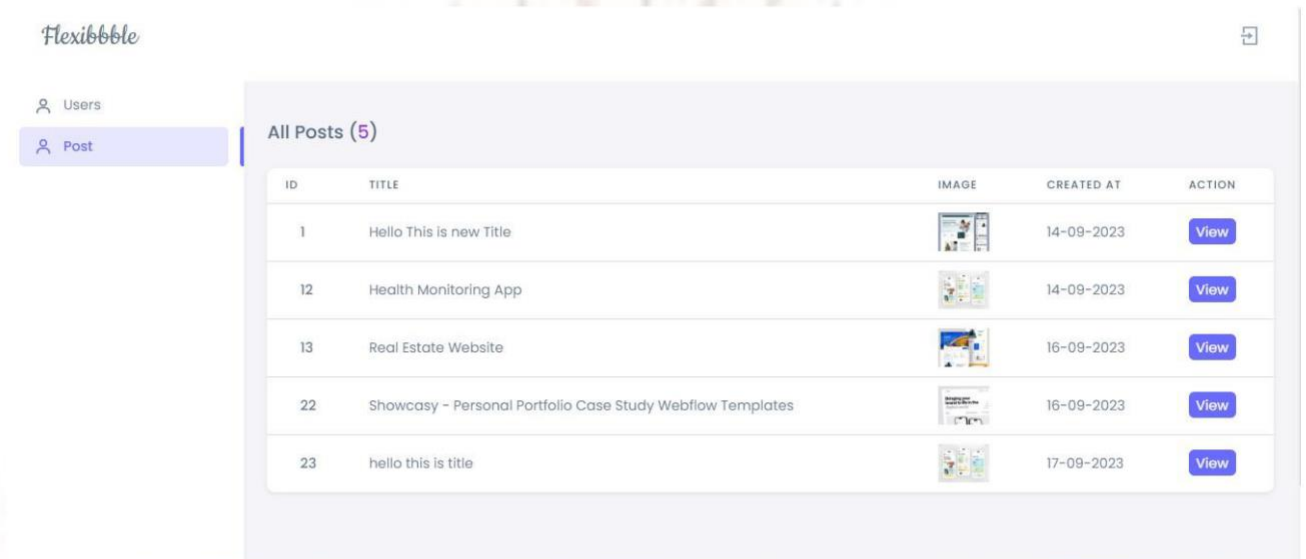 Flexibbble
Users
Post
All Posts (5)
ID TITLE IMAGE CREATED AT ACTION
1 Hello This is new Title 14-09-2023 View
12 Health Monitoring App 14-09-2023 View
13 Real Estate Website 16-09-2023 View
22 Showcasy - Personal Portfolio Case Study Webflow Templates 16-09-2023 View
23 hello this is title 17-09-2023 View